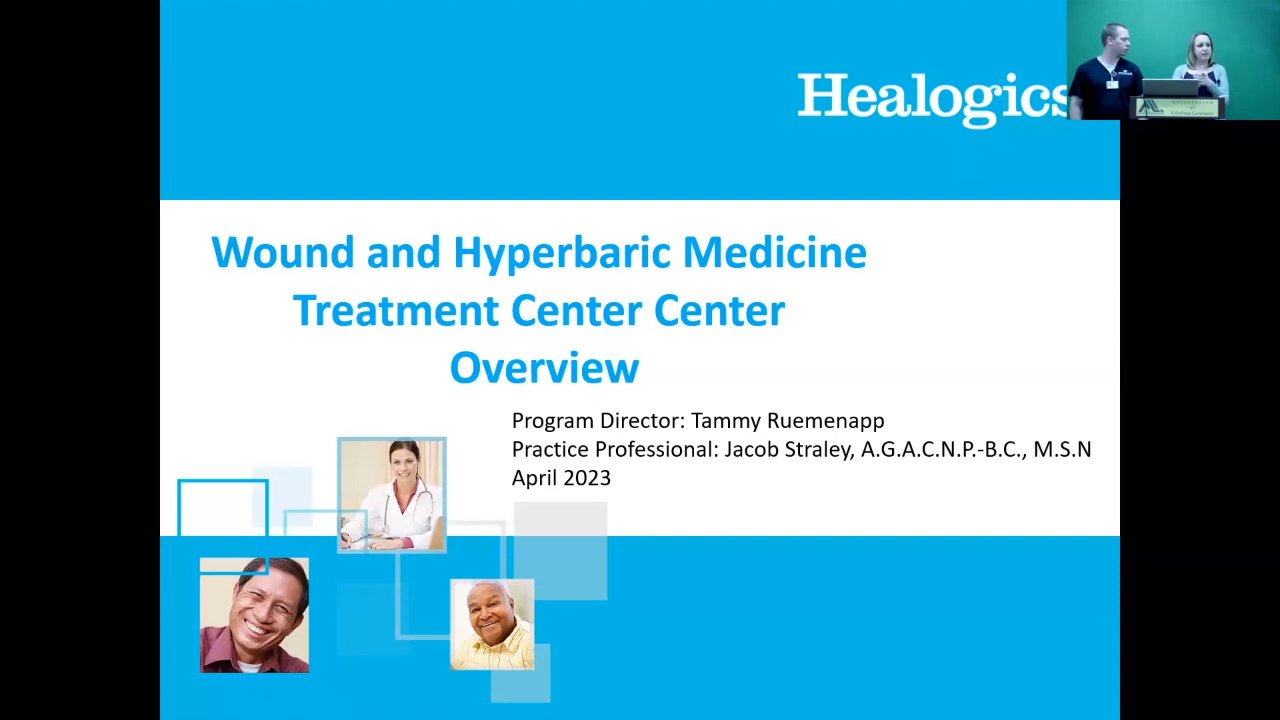 Healogics
Wound and Hyperbaric Medicine
Treatment Center Center
Overview
Program Director: Tammy Ruemenapp
Practice Professional: Jacob Straley, A.G.A.C.N.P.-B.C., M.S.N
April 2023